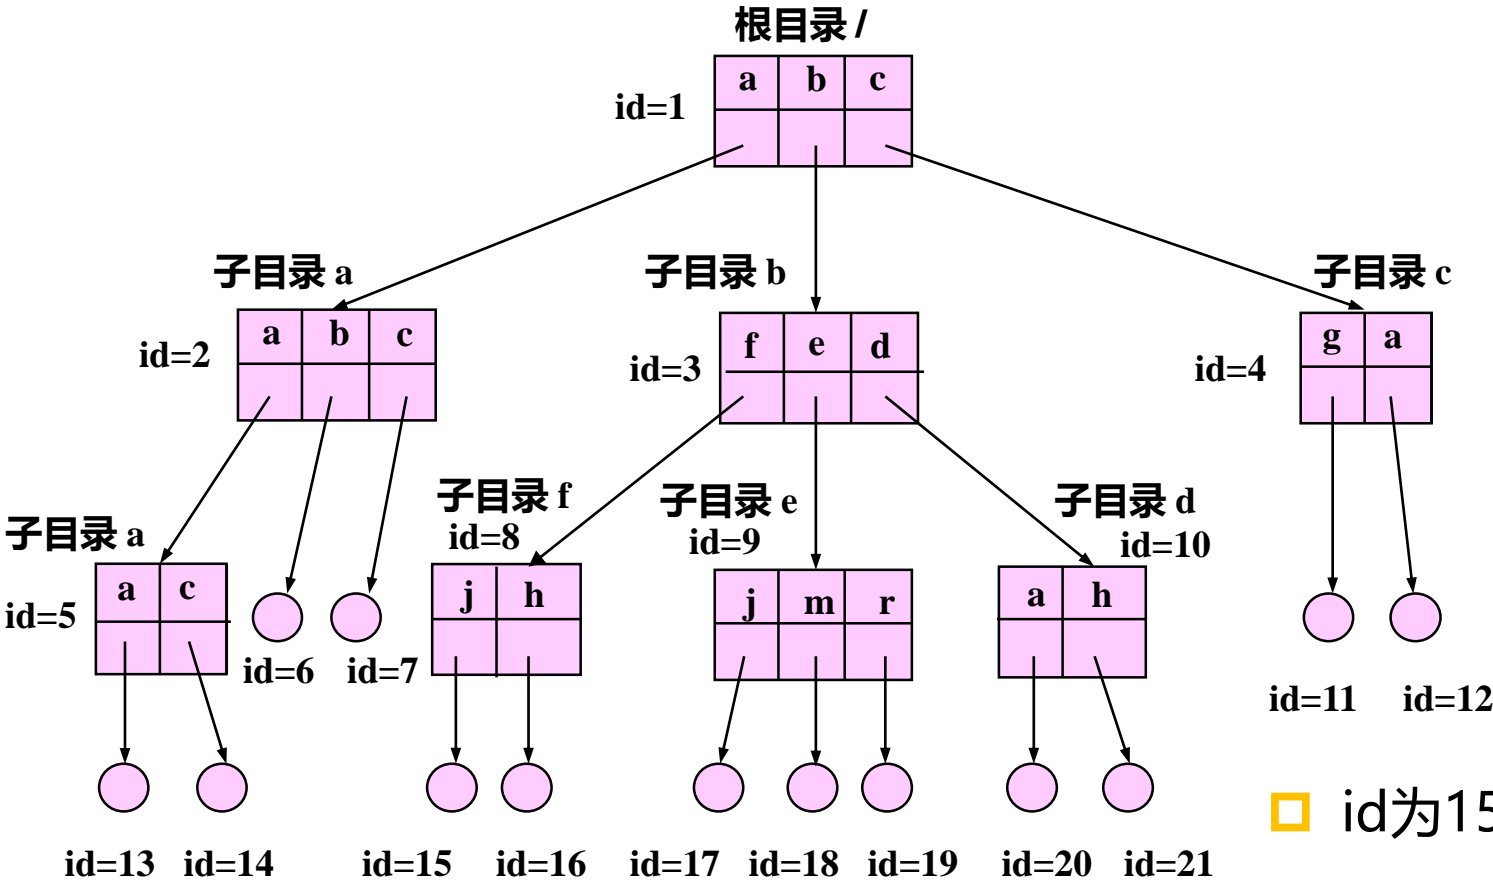 根目录 /
a b c
id=1
子目录 a
子目录 b
子目录 c
a b c
id=2
f e d
id=3
g a
id=4
子目录 a
子目录 f
id=8
子目录 e
id=9
子目录 d
id=10
a c
id=5
id=6
id=7
j h
j m r
a h
id=11
id=12
id=13
id=14
id=15
id=16
id=17
id=18
id=19
id=20
id=21
id为15